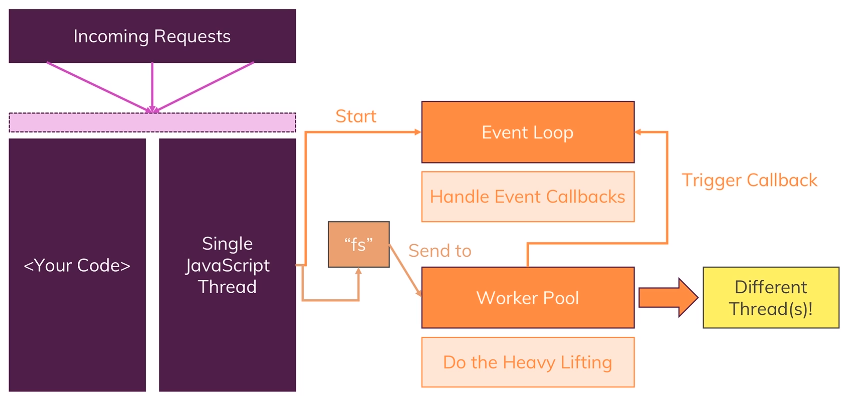 Incoming Requests
Start
Event Loop
Trigger Callback
Handle Event Callbacks
<Your Code>
Single
JavaScript
Thread
“fs”
Send to
Worker Pool
Different
Thread(s)!
Do the Heavy Lifting